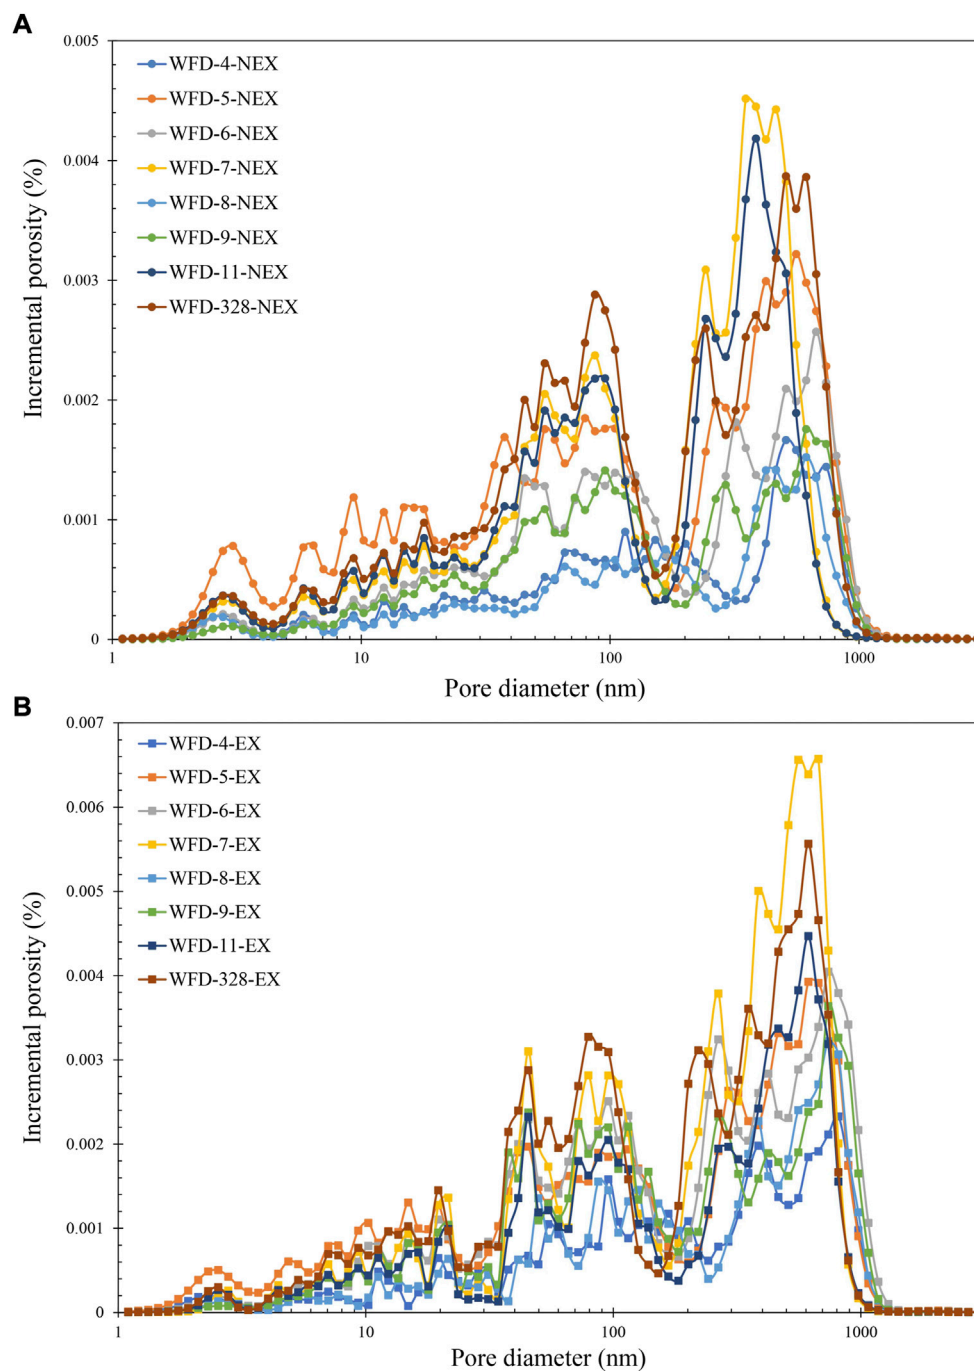 A
0.005
0.004
0.003
0.002
0.001
0
Incremental porosity (%)
WFD-4-NEX
WFD-5-NEX
WFD-6-NEX
WFD-7-NEX
WFD-8-NEX
WFD-9-NEX
WFD-11-NEX
WFD-328-NEX
1 10 100 1000
Pore diameter (nm)
B
0.007
0.006
0.005
0.004
0.003
0.002
0.001
0
Incremental porosity (%)
WFD-4-EX
WFD-5-EX
WFD-6-EX
WFD-7-EX
WFD-8-EX
WFD-9-EX
WFD-11-EX
WFD-328-EX
1 10 100 1000
Pore diameter (nm)